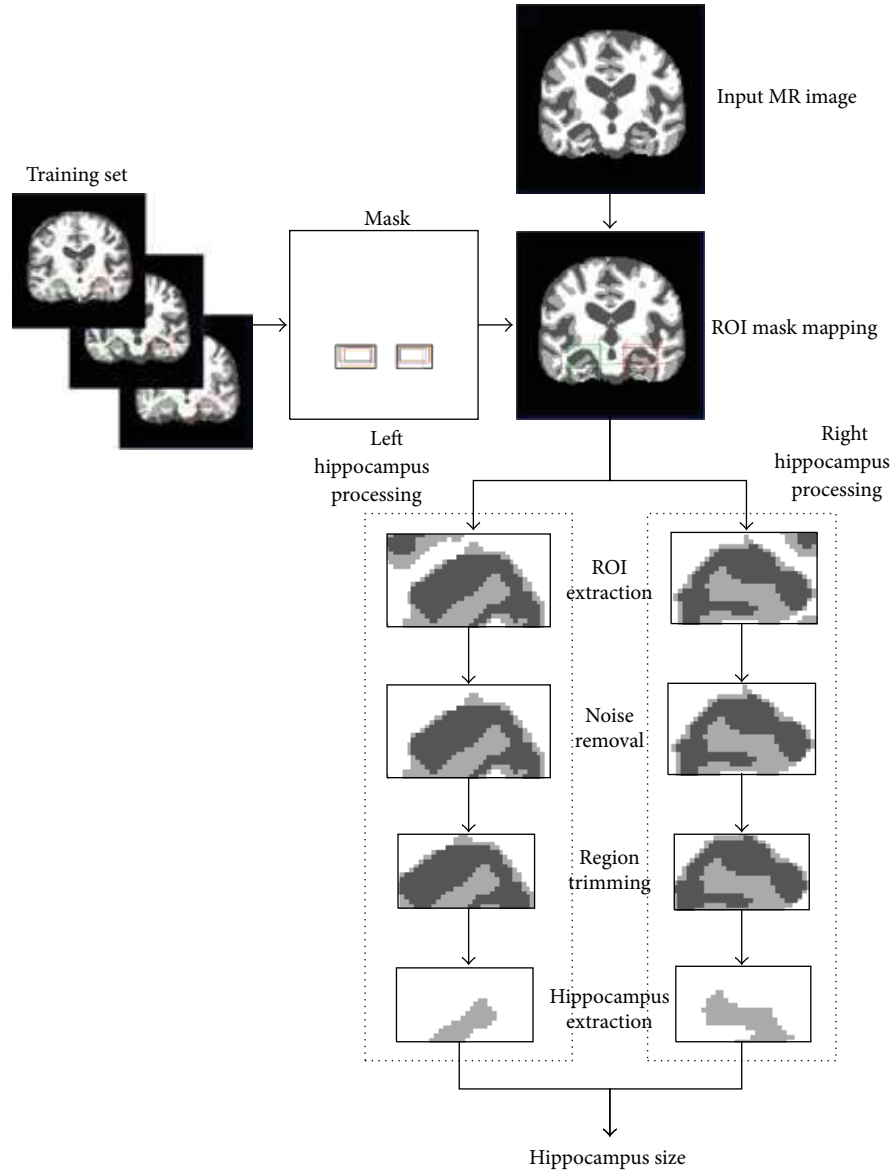 Input MR image
Training set
Mask
ROI mask mapping
Left
hippocampus
processing
Right
hippocampus
processing
ROI
extraction
Noise
removal
Region
trimming
Hippocampus
extraction
Hippocampus size